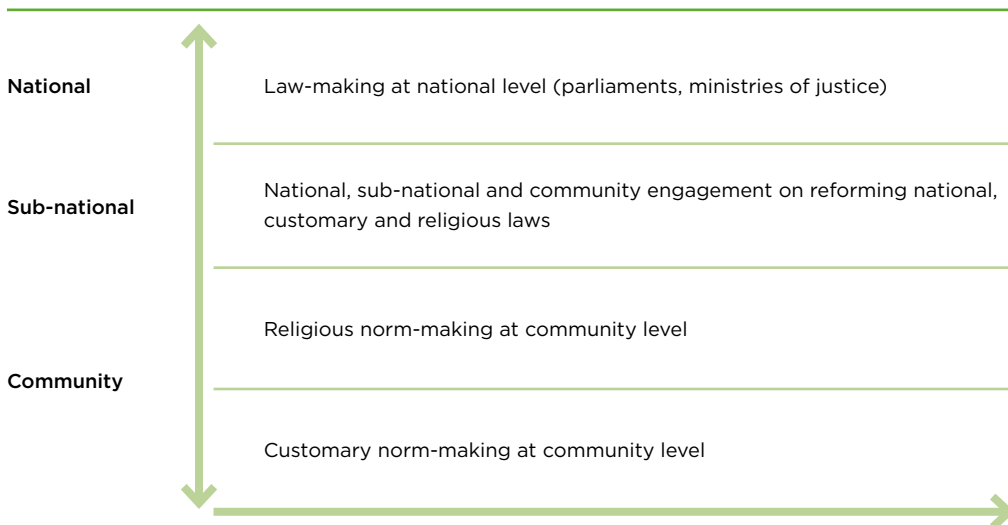 National
Law-making at national level (parliaments, ministries of justice)
Sub-national
National, sub-national and community engagement on reforming national,
customary and religious laws
Religious norm-making at community level
Community
Customary norm-making at community level